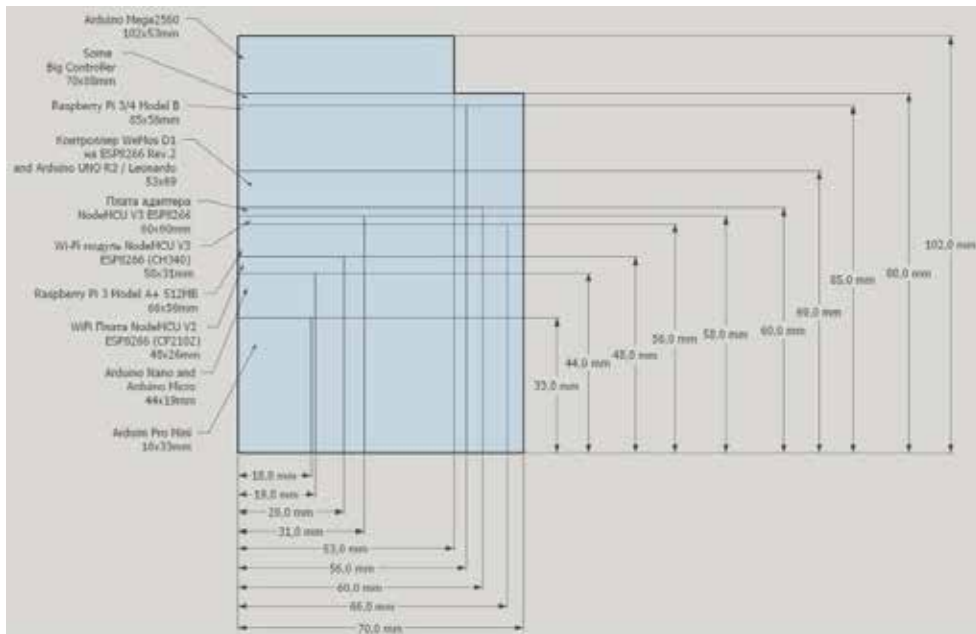 Arduino Mega2560
102x53mm
Some
Big Controller
70x88mm
Raspberry Pi 3/4 Model B
85x56mm
Контроллер WeMos D1
на ESP8266 Rev.2
and Arduino UNO R3 / Leonardo
53x69
Плата адаптера
NodeMCU V3 ESP8266
60x60mm
Wi-Fi модуль NodeMCU V3
ESP8266 (CH340)
58x31mm
Raspberry Pi 3 Model A+ 512MB
66x56mm
WiFi Плата NodeMCU V2
ESP8266 (CP2102)
48x26mm
Arduino Nano and
Arduino Micro
44x19mm
Arduino Pro Mini
18x33mm
102,0 mm
88,0 mm
85,0 mm
69,0 mm
60,0 mm
58,0 mm
56,0 mm
48,0 mm
44,0 mm
33,0 mm
18,0 mm
19,0 mm
26,0 mm
31,0 mm
53,0 mm
56,0 mm
60,0 mm
66,0 mm
70,0 mm